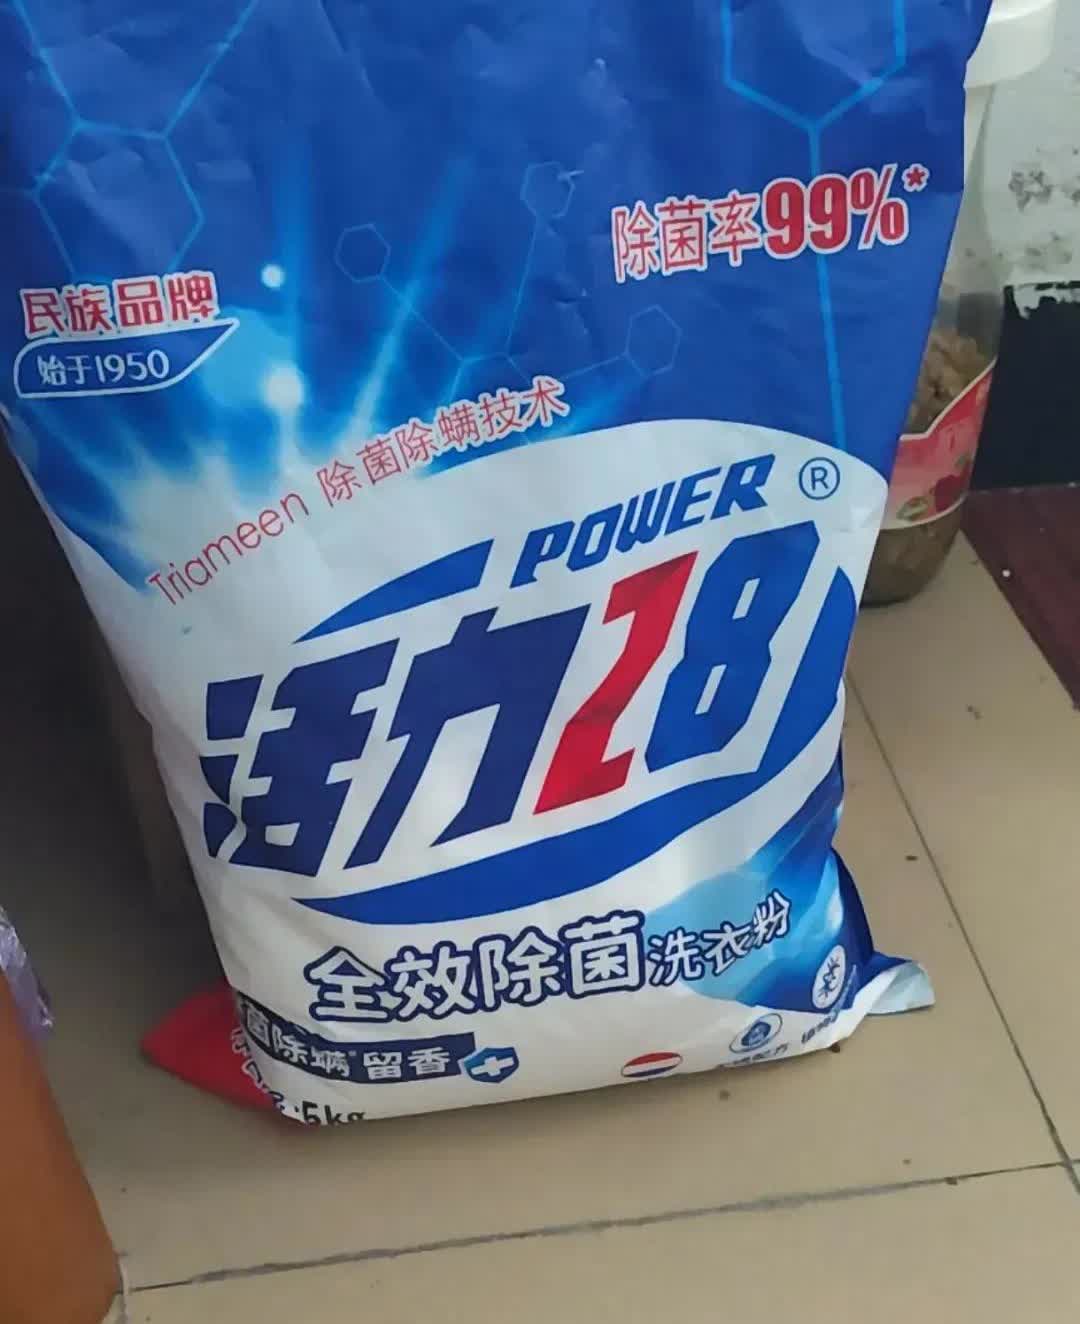 除菌率99%*
民族品牌
始于1950
Triameen 除菌除螨技术
POWER ®
活力28
全效除菌洗衣粉
除螨 留香
5kg